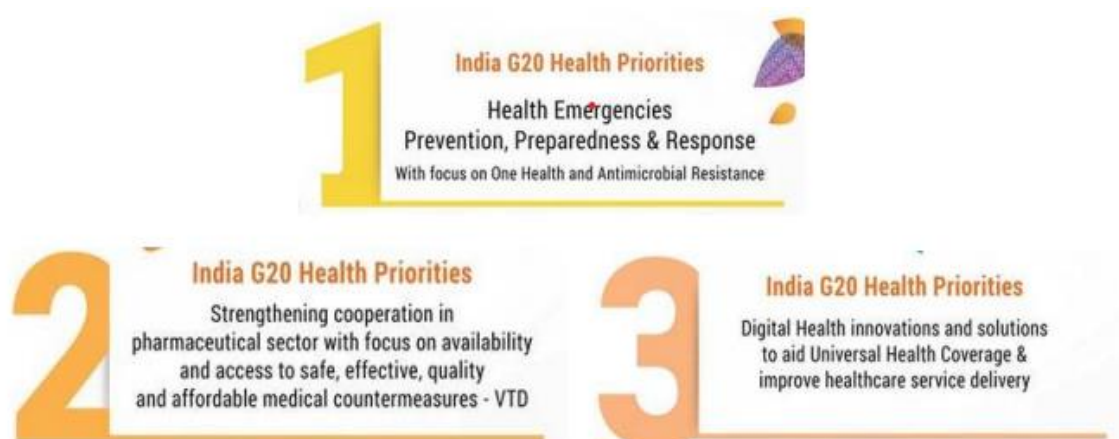 1
India G20 Health Priorities
Health Emergencies
Prevention, Preparedness & Response
With focus on One Health and Antimicrobial Resistance
2
India G20 Health Priorities
Strengthening cooperation in
pharmaceutical sector with focus on availability
and access to safe, effective, quality
and affordable medical countermeasures - VTD
3
India G20 Health Priorities
Digital Health innovations and solutions
to aid Universal Health Coverage &
improve healthcare service delivery